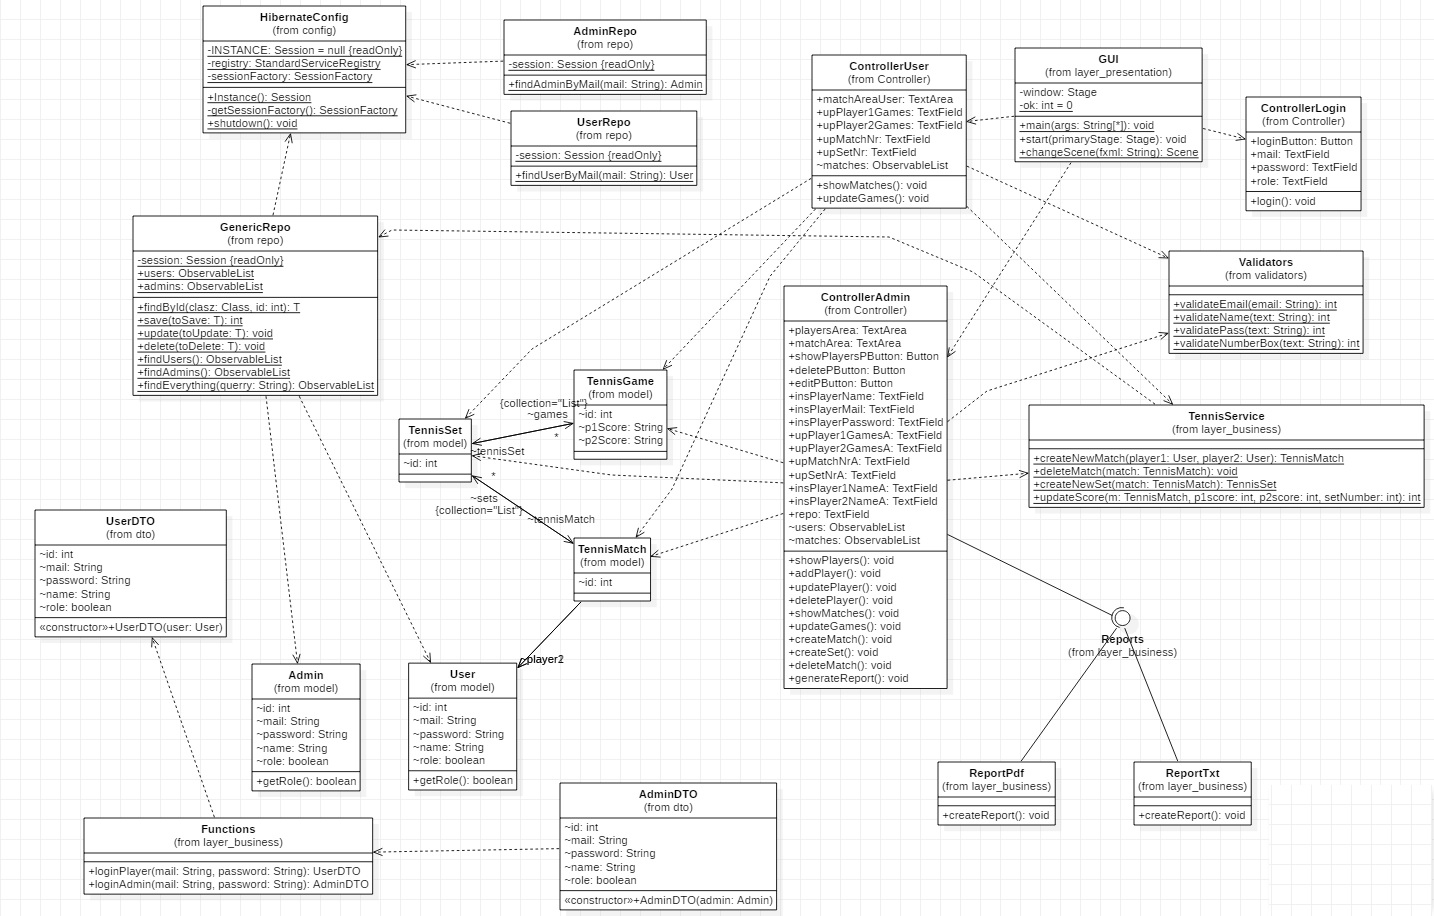 HibernateConfig
(from config)
-INSTANCE: Session = null {readOnly}
-registry: StandardServiceRegistry
-sessionFactory: SessionFactory
+Instance(): Session
-getSessionFactory(): SessionFactory
+shutdown(): void
AdminRepo
(from repo)
-session: Session {readOnly}
+findAdminByMail(mail: String): Admin
UserRepo
(from repo)
-session: Session {readOnly}
+findUserByMail(mail: String): User
ControllerUser
(from Controller)
+matchAreaUser: TextArea
+upPlayer1Games: TextField
+upPlayer2Games: TextField
+upMatchNr: TextField
+upSetNr: TextField
~matches: ObservableList
+showMatches(): void
+updateGames(): void
GUI
(from layer_presentation)
-window: Stage
-ok: int = 0
+main(args: String[*]): void
+start(primaryStage: Stage): void
+changeScene(fxml: String): Scene
ControllerLogin
(from Controller)
+loginButton: Button
+mail: TextField
+password: TextField
+role: TextField
+login(): void
GenericRepo
(from repo)
-session: Session {readOnly}
+users: ObservableList
+admins: ObservableList
+findById(clasz: Class, id: int): T
+save(toSave: T): int
+update(toUpdate: T): void
+delete(toDelete: T): void
+findUsers(): ObservableList
+findAdmins(): ObservableList
+findEverything(querry: String): ObservableList
Validators
(from validators)
+validateEmail(email: String): int
+validateName(text: String): int
+validatePass(text: String): int
+validateNumberBox(text: String): int
ControllerAdmin
(from Controller)
+playersArea: TextArea
+matchArea: TextArea
+showPlayersPButton: Button
+deletePButton: Button
+editPButton: Button
+insPlayerName: TextField
+insPlayerMail: TextField
+insPlayerPassword: TextField
+upPlayer1GamesA: TextField
+upPlayer2GamesA: TextField
+upMatchNrA: TextField
+upSetNrA: TextField
+insPlayer1NameA: TextField
+insPlayer2NameA: TextField
+repo: TextField
~users: ObservableList
~matches: ObservableList
+showPlayers(): void
+addPlayer(): void
+updatePlayer(): void
+deletePlayer(): void
+showMatches(): void
+updateGames(): void
+createMatch(): void
+createSet(): void
+deleteMatch(): void
+generateReport(): void
TennisGame
(from model)
~id: int
~p1Score: String
~p2Score: String
{collection="List"}
~games
*
~tennisSet
TennisSet
(from model)
~id: int
*
~sets
{collection="List"}
~tennisMatch
TennisMatch
(from model)
~id: int
TennisService
(from layer_business)
+createNewMatch(player1: User, player2: User): TennisMatch
+deleteMatch(match: TennisMatch): void
+createNewSet(match: TennisMatch): TennisSet
+updateScore(m: TennisMatch, p1score: int, p2score: int, setNumber: int): int
UserDTO
(from dto)
~id: int
~mail: String
~password: String
~name: String
~role: boolean
«constructor»+UserDTO(user: User)
Reports
(from layer_business)
Admin
(from model)
~id: int
~mail: String
~password: String
~name: String
~role: boolean
+getRole(): boolean
User
(from model)
~id: int
~mail: String
~password: String
~name: String
~role: boolean
+getRole(): boolean
ReportPdf
(from layer_business)
+createReport(): void
ReportTxt
(from layer_business)
+createReport(): void
Functions
(from layer_business)
+loginPlayer(mail: String, password: String): UserDTO
+loginAdmin(mail: String, password: String): AdminDTO
AdminDTO
(from dto)
~id: int
~mail: String
~password: String
~name: String
~role: boolean
«constructor»+AdminDTO(admin: Admin)